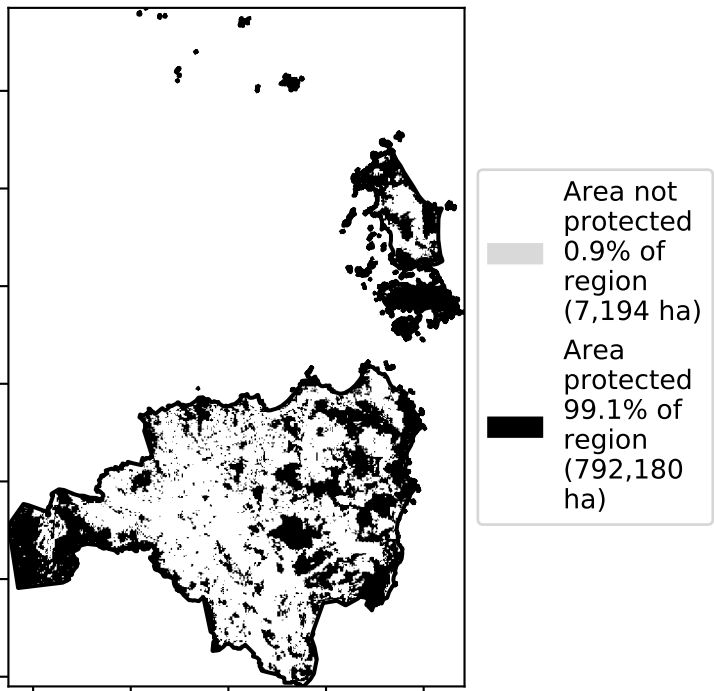 Area not
protected
0.9% of
region
(7,194 ha)
Area
protected
99.1% of
region
(792,180
ha)